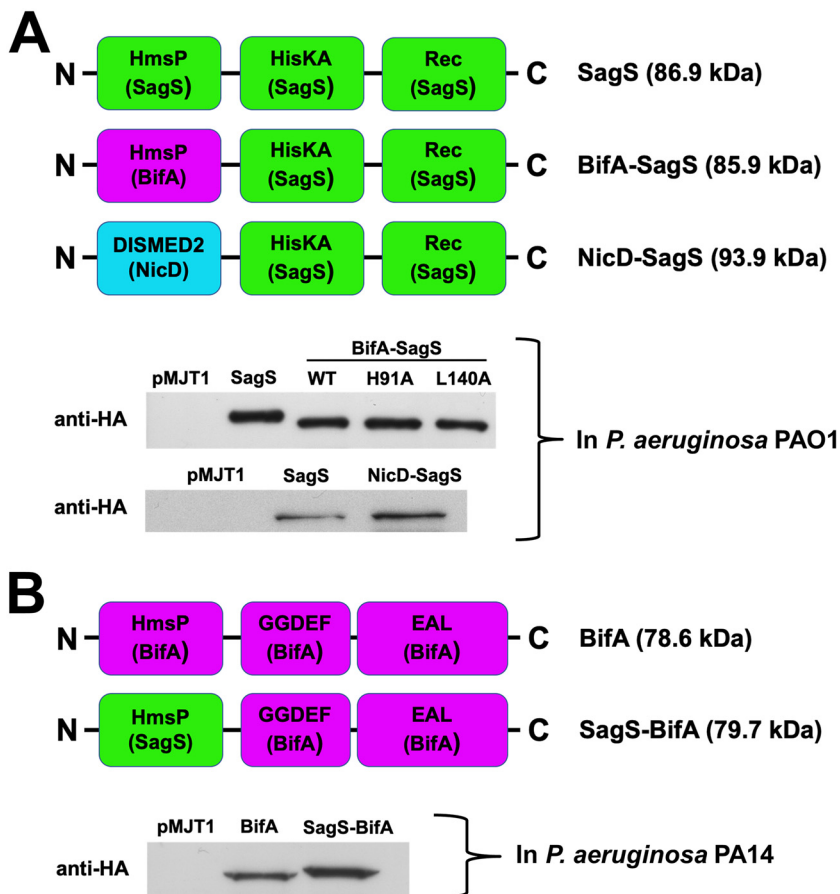 A
N HmsP (SagS) HisKA (SagS) Rec (SagS) C SagS (86.9 kDa)
N HmsP (BifA) HisKA (SagS) Rec (SagS) C BifA-SagS (85.9 kDa)
N DISMED2 (NicD) HisKA (SagS) Rec (SagS) C NicD-SagS (93.9 kDa)
BifA-SagS
pMJT1 SagS WT H91A L140A
anti-HA
In P. aeruginosa PAO1
pMJT1 SagS NicD-SagS
anti-HA
B
N HmsP (BifA) GGDEF (BifA) EAL (BifA) C BifA (78.6 kDa)
N HmsP (SagS) GGDEF (BifA) EAL (BifA) C SagS-BifA (79.7 kDa)
pMJT1 BifA SagS-BifA
anti-HA
In P. aeruginosa PA14